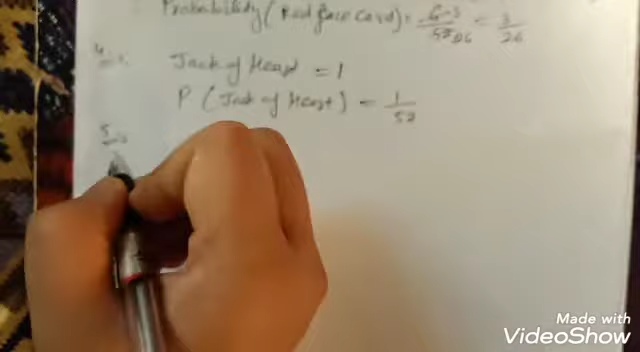 Probability (Red face card) = 6 3 / 52 26 = 3 / 26
4
Jack of Heart = 1
P (Jack of Heart) = 1 / 52
5
Made with
VideoShow